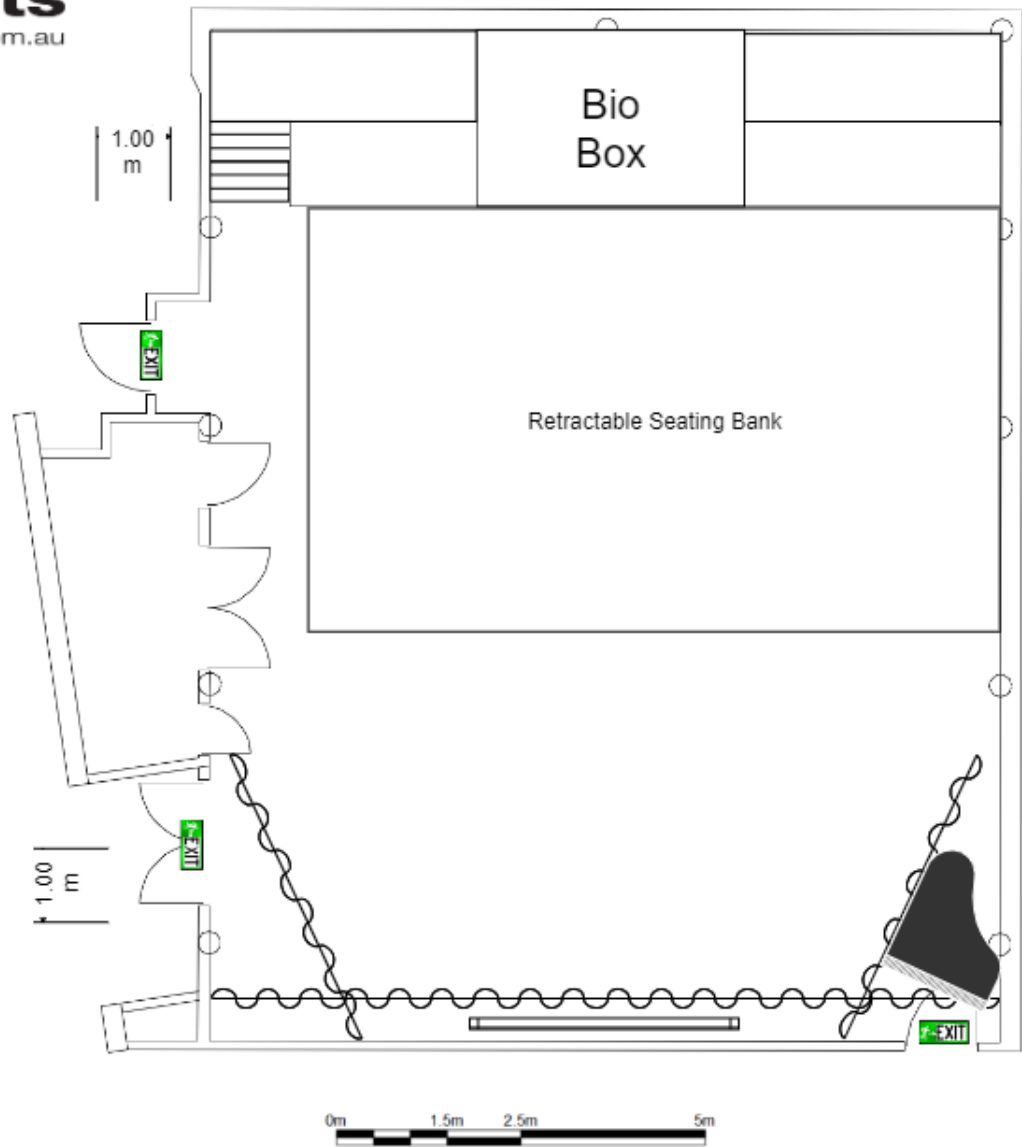 ts
m.au
Bio
Box
1.00
m
EXIT
Retractable Seating Bank
EXIT
1.00
m
EXIT
0m 1.5m 2.5m 5m